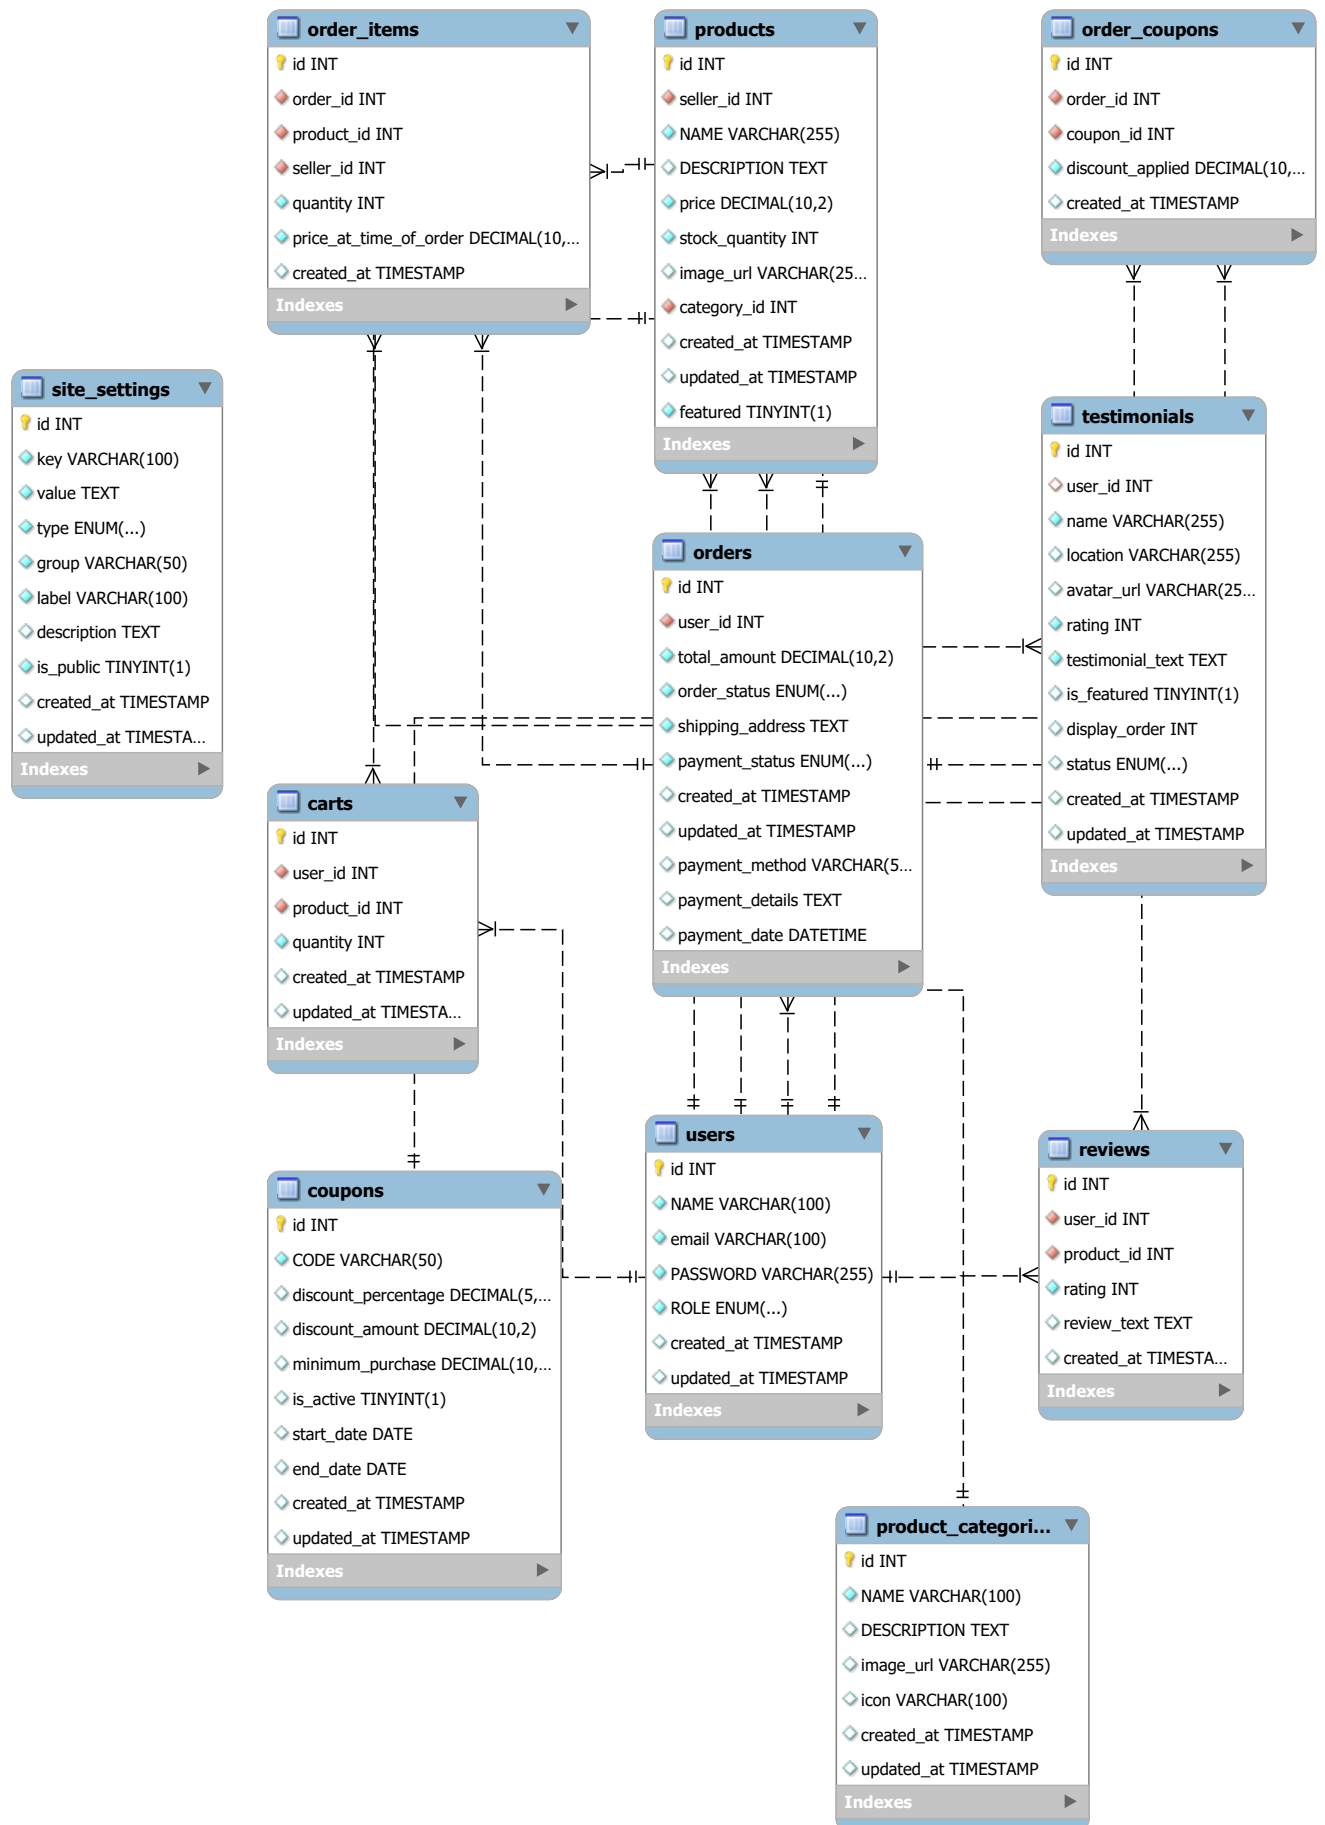 order_items
id INT
order_id INT
product_id INT
seller_id INT
quantity INT
price_at_time_of_order DECIMAL(10,...
created_at TIMESTAMP
Indexes
products
id INT
seller_id INT
NAME VARCHAR(255)
DESCRIPTION TEXT
price DECIMAL(10,2)
stock_quantity INT
image_url VARCHAR(25...
category_id INT
created_at TIMESTAMP
updated_at TIMESTAMP
featured TINYINT(1)
Indexes
order_coupons
id INT
order_id INT
coupon_id INT
discount_applied DECIMAL(10,...
created_at TIMESTAMP
Indexes
site_settings
id INT
key VARCHAR(100)
value TEXT
type ENUM(...)
group VARCHAR(50)
label VARCHAR(100)
description TEXT
is_public TINYINT(1)
created_at TIMESTAMP
updated_at TIMESTA...
Indexes
testimonials
id INT
user_id INT
name VARCHAR(255)
location VARCHAR(255)
avatar_url VARCHAR(25...
rating INT
testimonial_text TEXT
is_featured TINYINT(1)
display_order INT
status ENUM(...)
created_at TIMESTAMP
updated_at TIMESTAMP
Indexes
orders
id INT
user_id INT
total_amount DECIMAL(10,2)
order_status ENUM(...)
shipping_address TEXT
payment_status ENUM(...)
created_at TIMESTAMP
updated_at TIMESTAMP
payment_method VARCHAR(5...
payment_details TEXT
payment_date DATETIME
Indexes
carts
id INT
user_id INT
product_id INT
quantity INT
created_at TIMESTAMP
updated_at TIMESTA...
Indexes
users
id INT
NAME VARCHAR(100)
email VARCHAR(100)
PASSWORD VARCHAR(255)
ROLE ENUM(...)
created_at TIMESTAMP
updated_at TIMESTAMP
Indexes
reviews
id INT
user_id INT
product_id INT
rating INT
review_text TEXT
created_at TIMESTA...
Indexes
coupons
id INT
CODE VARCHAR(50)
discount_percentage DECIMAL(5,...
discount_amount DECIMAL(10,2)
minimum_purchase DECIMAL(10,...
is_active TINYINT(1)
start_date DATE
end_date DATE
created_at TIMESTAMP
updated_at TIMESTAMP
Indexes
product_categori...
id INT
NAME VARCHAR(100)
DESCRIPTION TEXT
image_url VARCHAR(255)
icon VARCHAR(100)
created_at TIMESTAMP
updated_at TIMESTAMP
Indexes